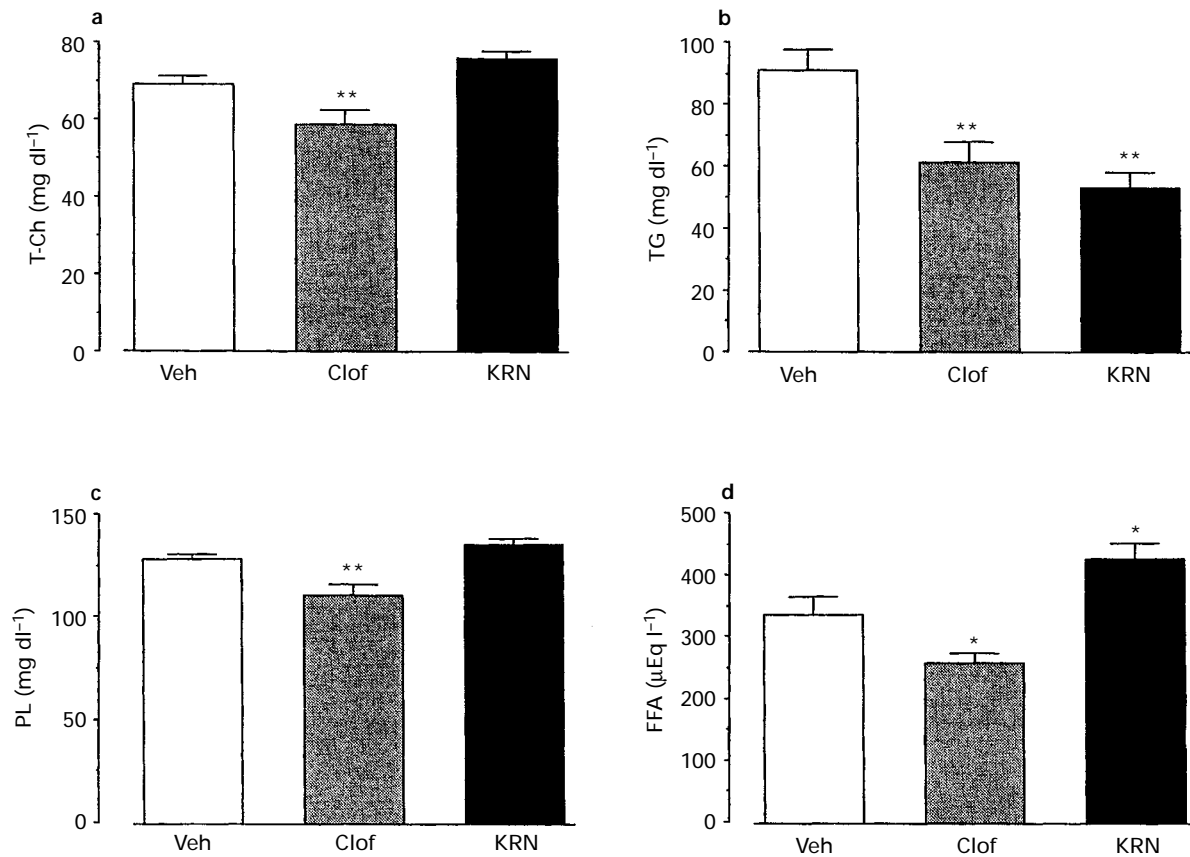 a
T-Ch (mg dl⁻¹)
80
60
40
20
0
**
Veh Clof KRN
b
TG (mg dl⁻¹)
100
80
60
40
20
0
**
**
Veh Clof KRN
c
PL (mg dl⁻¹)
150
100
50
0
**
Veh Clof KRN
d
FFA (µEq l⁻¹)
500
400
300
200
100
0
*
*
Veh Clof KRN